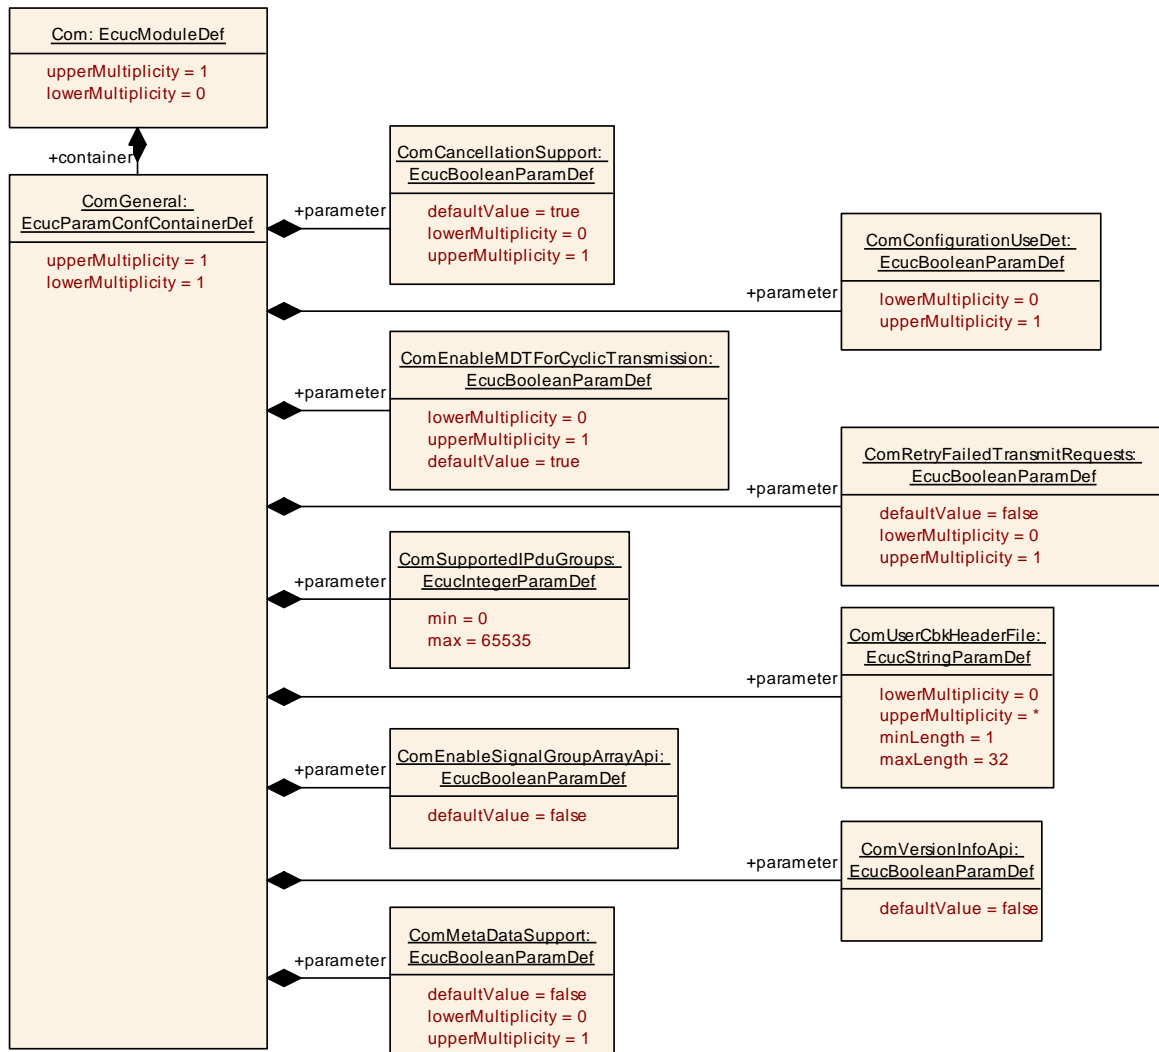 Com: EcucModuleDef
upperMultiplicity = 1
lowerMultiplicity = 0
+container
ComGeneral:
EcucParamConfContainerDef
upperMultiplicity = 1
lowerMultiplicity = 1
+parameter
ComCancellationSupport:
EcucBooleanParamDef
defaultValue = true
lowerMultiplicity = 0
upperMultiplicity = 1
+parameter
ComConfigurationUseDet:
EcucBooleanParamDef
lowerMultiplicity = 0
upperMultiplicity = 1
+parameter
ComEnableMDTForCyclicTransmission:
EcucBooleanParamDef
lowerMultiplicity = 0
upperMultiplicity = 1
defaultValue = true
+parameter
ComRetryFailedTransmitRequests:
EcucBooleanParamDef
defaultValue = false
lowerMultiplicity = 0
upperMultiplicity = 1
+parameter
ComSupportedIPduGroups:
EcucIntegerParamDef
min = 0
max = 65535
+parameter
ComUserCbkHeaderFile:
EcucStringParamDef
lowerMultiplicity = 0
upperMultiplicity = *
minLength = 1
maxLength = 32
+parameter
ComEnableSignalGroupArrayApi:
EcucBooleanParamDef
defaultValue = false
+parameter
ComVersionInfoApi:
EcucBooleanParamDef
defaultValue = false
+parameter
ComMetaDataSupport:
EcucBooleanParamDef
defaultValue = false
lowerMultiplicity = 0
upperMultiplicity = 1